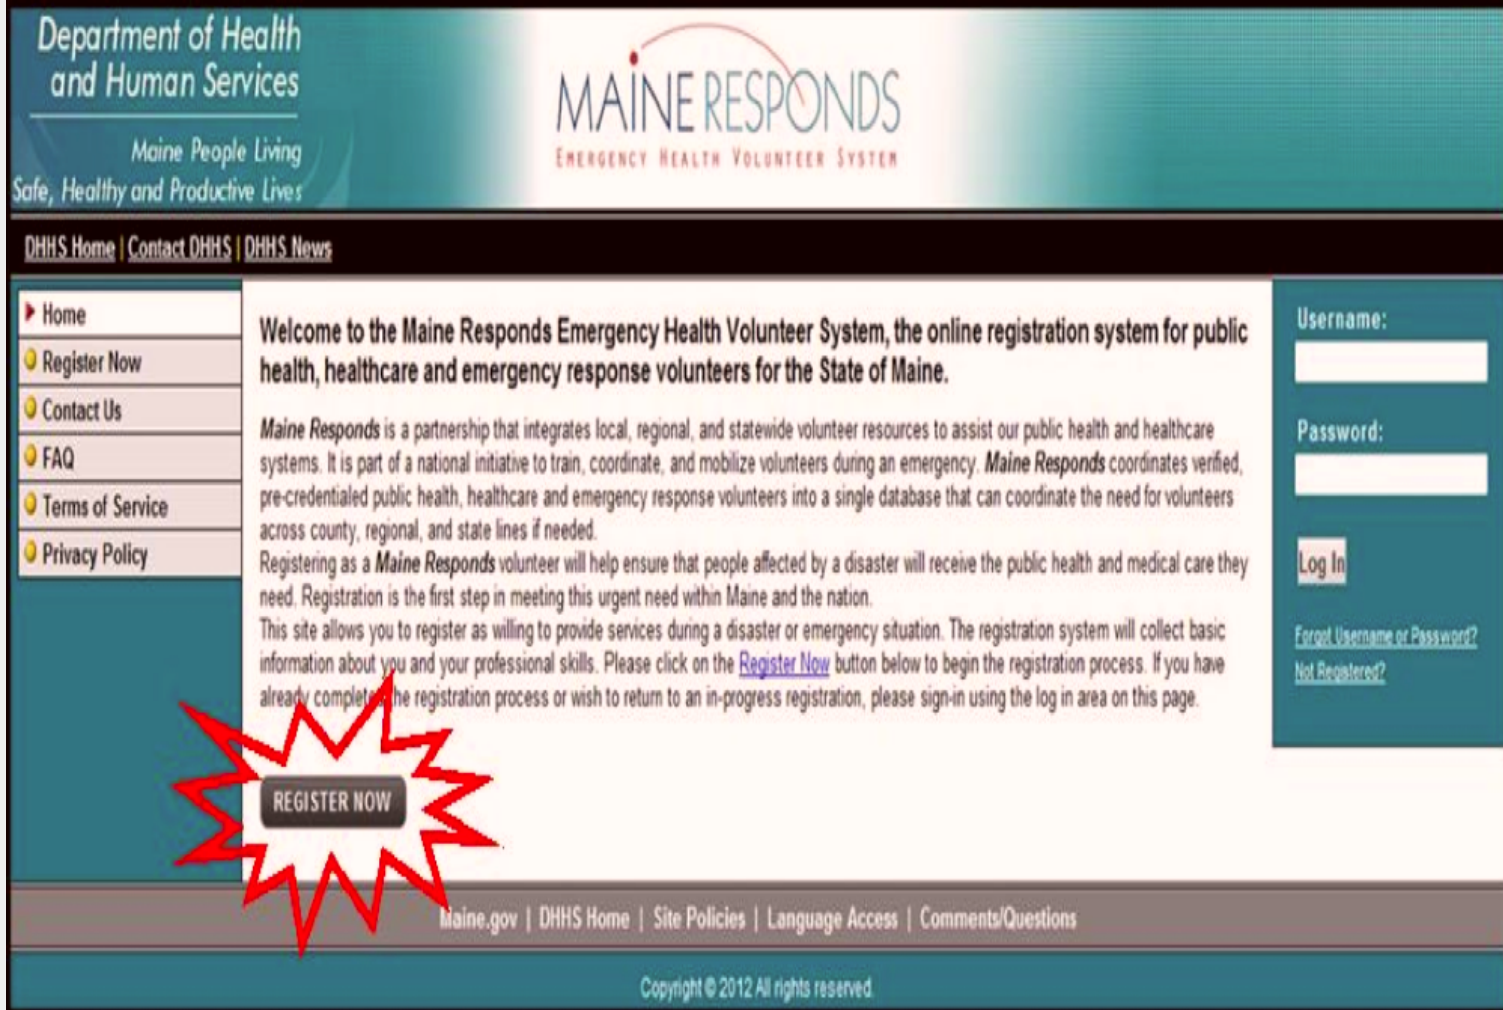 Department of Health
and Human Services
Maine People Living
Safe, Healthy and Productive Lives
MAINE RESPONDS
EMERGENCY HEALTH VOLUNTEER SYSTEM
DHHS Home | Contact DHHS | DHHS News
Home
Register Now
Contact Us
FAQ
Terms of Service
Privacy Policy
Welcome to the Maine Responds Emergency Health Volunteer System, the online registration system for public
health, healthcare and emergency response volunteers for the State of Maine.
Maine Responds is a partnership that integrates local, regional, and statewide volunteer resources to assist our public health and healthcare
systems. It is part of a national initiative to train, coordinate, and mobilize volunteers during an emergency. Maine Responds coordinates verified,
pre-credentialed public health, healthcare and emergency response volunteers into a single database that can coordinate the need for volunteers
across county, regional, and state lines if needed.
Registering as a Maine Responds volunteer will help ensure that people affected by a disaster will receive the public health and medical care they
need. Registration is the first step in meeting this urgent need within Maine and the nation.
This site allows you to register as willing to provide services during a disaster or emergency situation. The registration system will collect basic
information about you and your professional skills. Please click on the Register Now button below to begin the registration process. If you have
already completed the registration process or wish to return to an in-progress registration, please sign-in using the log in area on this page.
REGISTER NOW
Username:
Password:
Log In
Forgot Username or Password?
Not Registered?
Maine.gov | DHHS Home | Site Policies | Language Access | Comments/Questions
Copyright © 2012 All rights reserved.